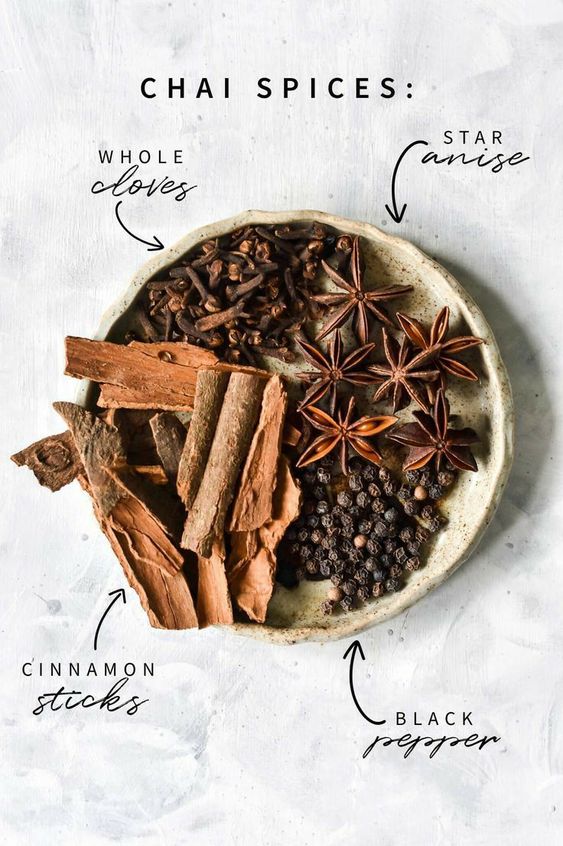 CHAI SPICES:
WHOLE
cloves
STAR
anise
CINNAMON
sticks
BLACK
pepper